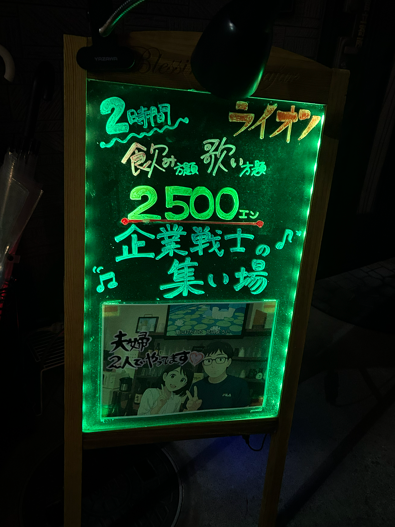 2時間
ライオン
飲み放題 歌い放題
2500エン
企業戦士の
集い場
夫婦
2人でやってます